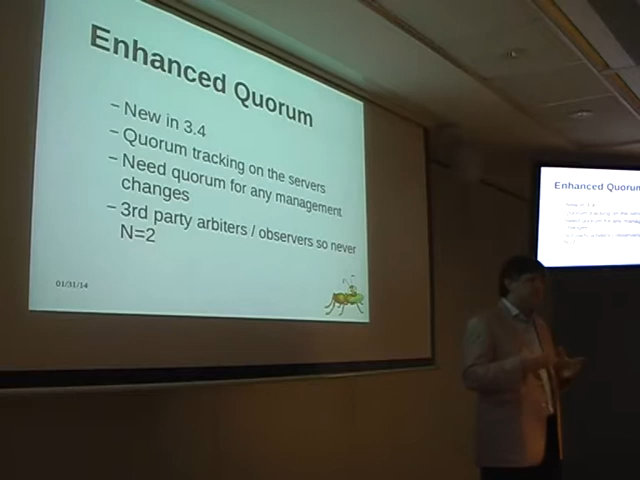 Enhanced Quorum
– New in 3.4
– Quorum tracking on the servers
– Need quorum for any management
changes
– 3rd party arbiters / observers so never
N=2
01/31/14
Enhanced Quorum